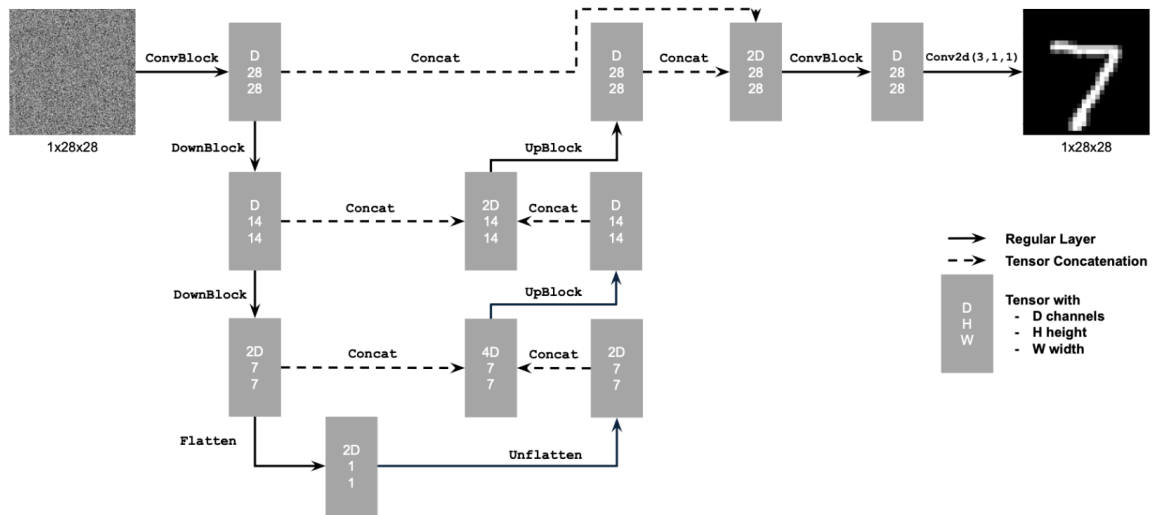 ConvBlock
D
28
28
Concat
D
28
28
Concat
2D
28
28
ConvBlock
D
28
28
Conv2d(3,1,1)
1x28x28
1x28x28
DownBlock
UpBlock
D
14
14
Concat
2D
14
14
Concat
D
14
14
DownBlock
UpBlock
2D
7
7
Concat
4D
7
7
Concat
2D
7
7
Flatten
2D
1
1
Unflatten
Regular Layer
Tensor Concatenation
D
H
W
Tensor with
- D channels
- H height
- W width